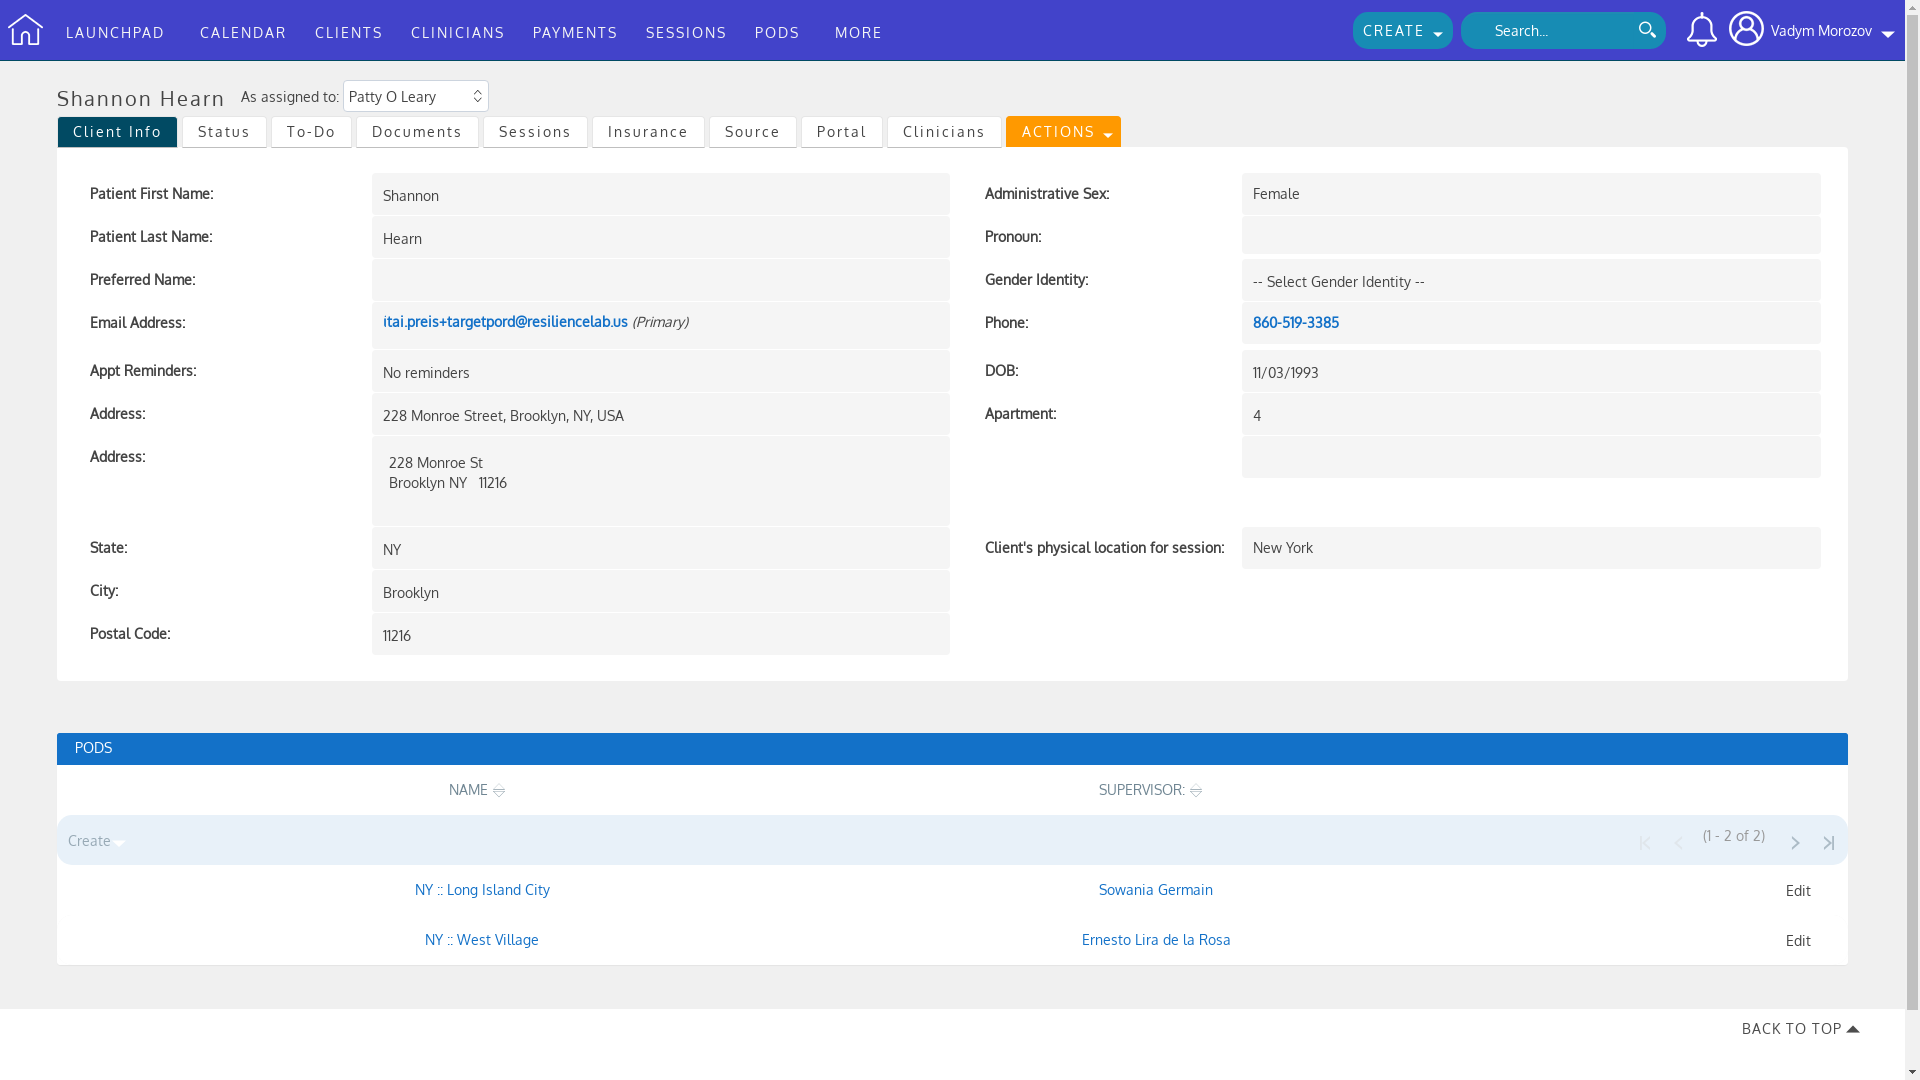 LAUNCHPAD CALENDAR CLIENTS CLINICIANS PAYMENTS SESSIONS PODS MORE CREATE Search... Vadym Morozov
Shannon Hearn As assigned to: Patty O Leary
Client Info Status To-Do Documents Sessions Insurance Source Portal Clinicians ACTIONS
Patient First Name: Shannon Administrative Sex: Female
Patient Last Name: Hearn Pronoun:
Preferred Name: Gender Identity: -- Select Gender Identity --
Email Address: itai.preis+targetpord@resiliencelab.us (Primary) Phone: 860-519-3385
Appt Reminders: No reminders DOB: 11/03/1993
Address: 228 Monroe Street, Brooklyn, NY, USA Apartment: 4
Address: 228 Monroe St
Brooklyn NY 11216
State: NY Client's physical location for session: New York
City: Brooklyn
Postal Code: 11216
PODS
NAME SUPERVISOR:
Create (1 - 2 of 2)
NY :: Long Island City Sowania Germain Edit
NY :: West Village Ernesto Lira de la Rosa Edit
BACK TO TOP